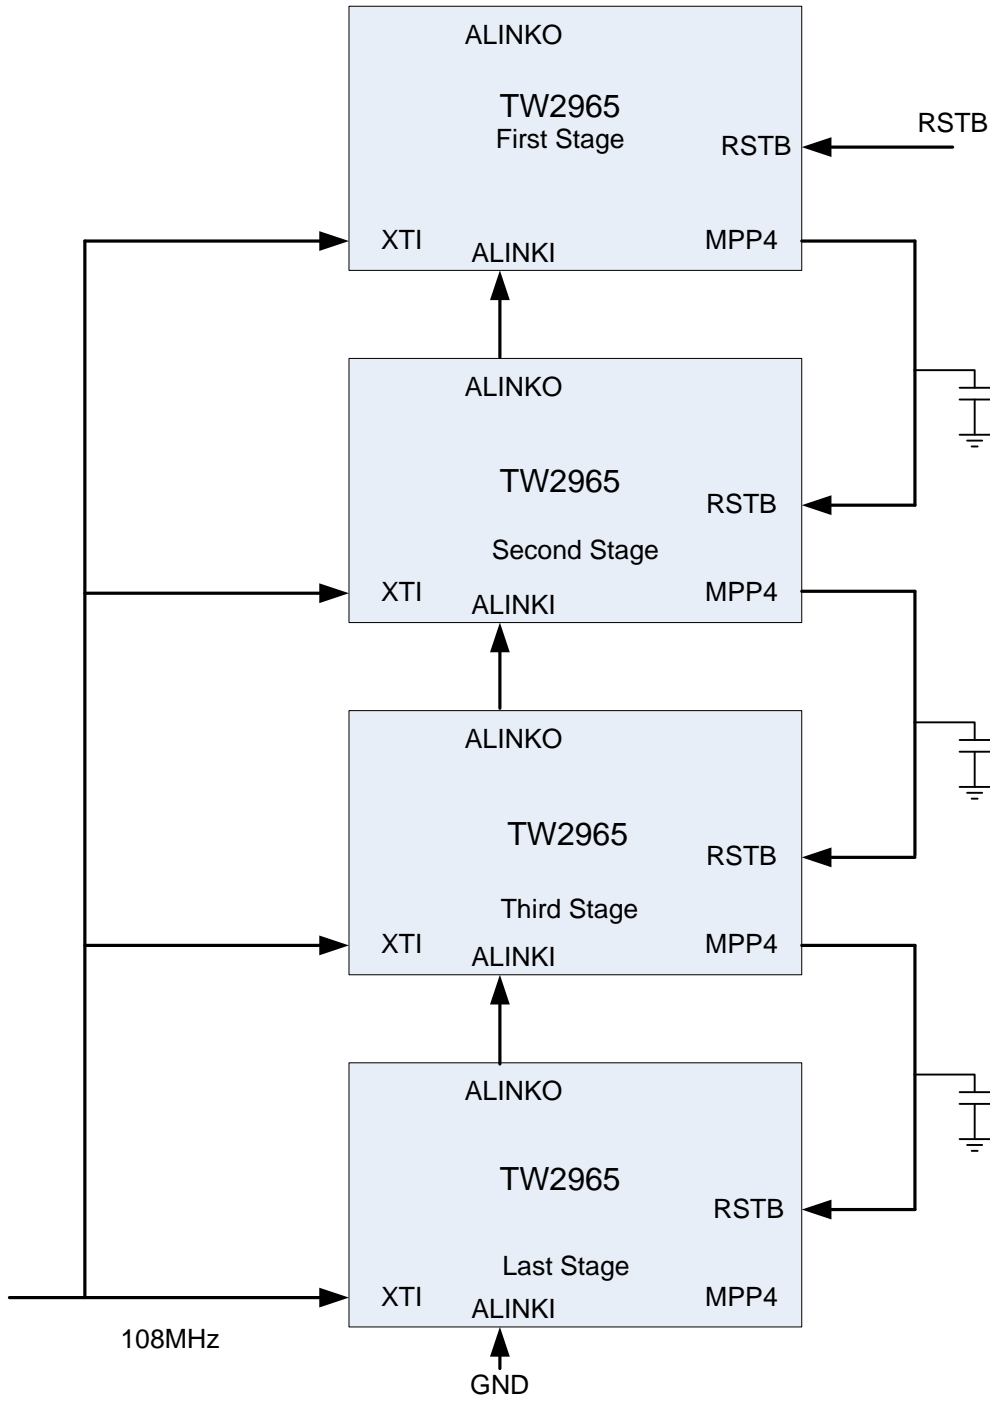 ALINKO
TW2965
First Stage
RSTB
RSTB
XTI
ALINKI
MPP4
ALINKO
TW2965
RSTB
Second Stage
XTI
ALINKI
MPP4
ALINKO
TW2965
RSTB
Third Stage
XTI
ALINKI
MPP4
ALINKO
TW2965
RSTB
Last Stage
XTI
ALINKI
MPP4
108MHz
GND